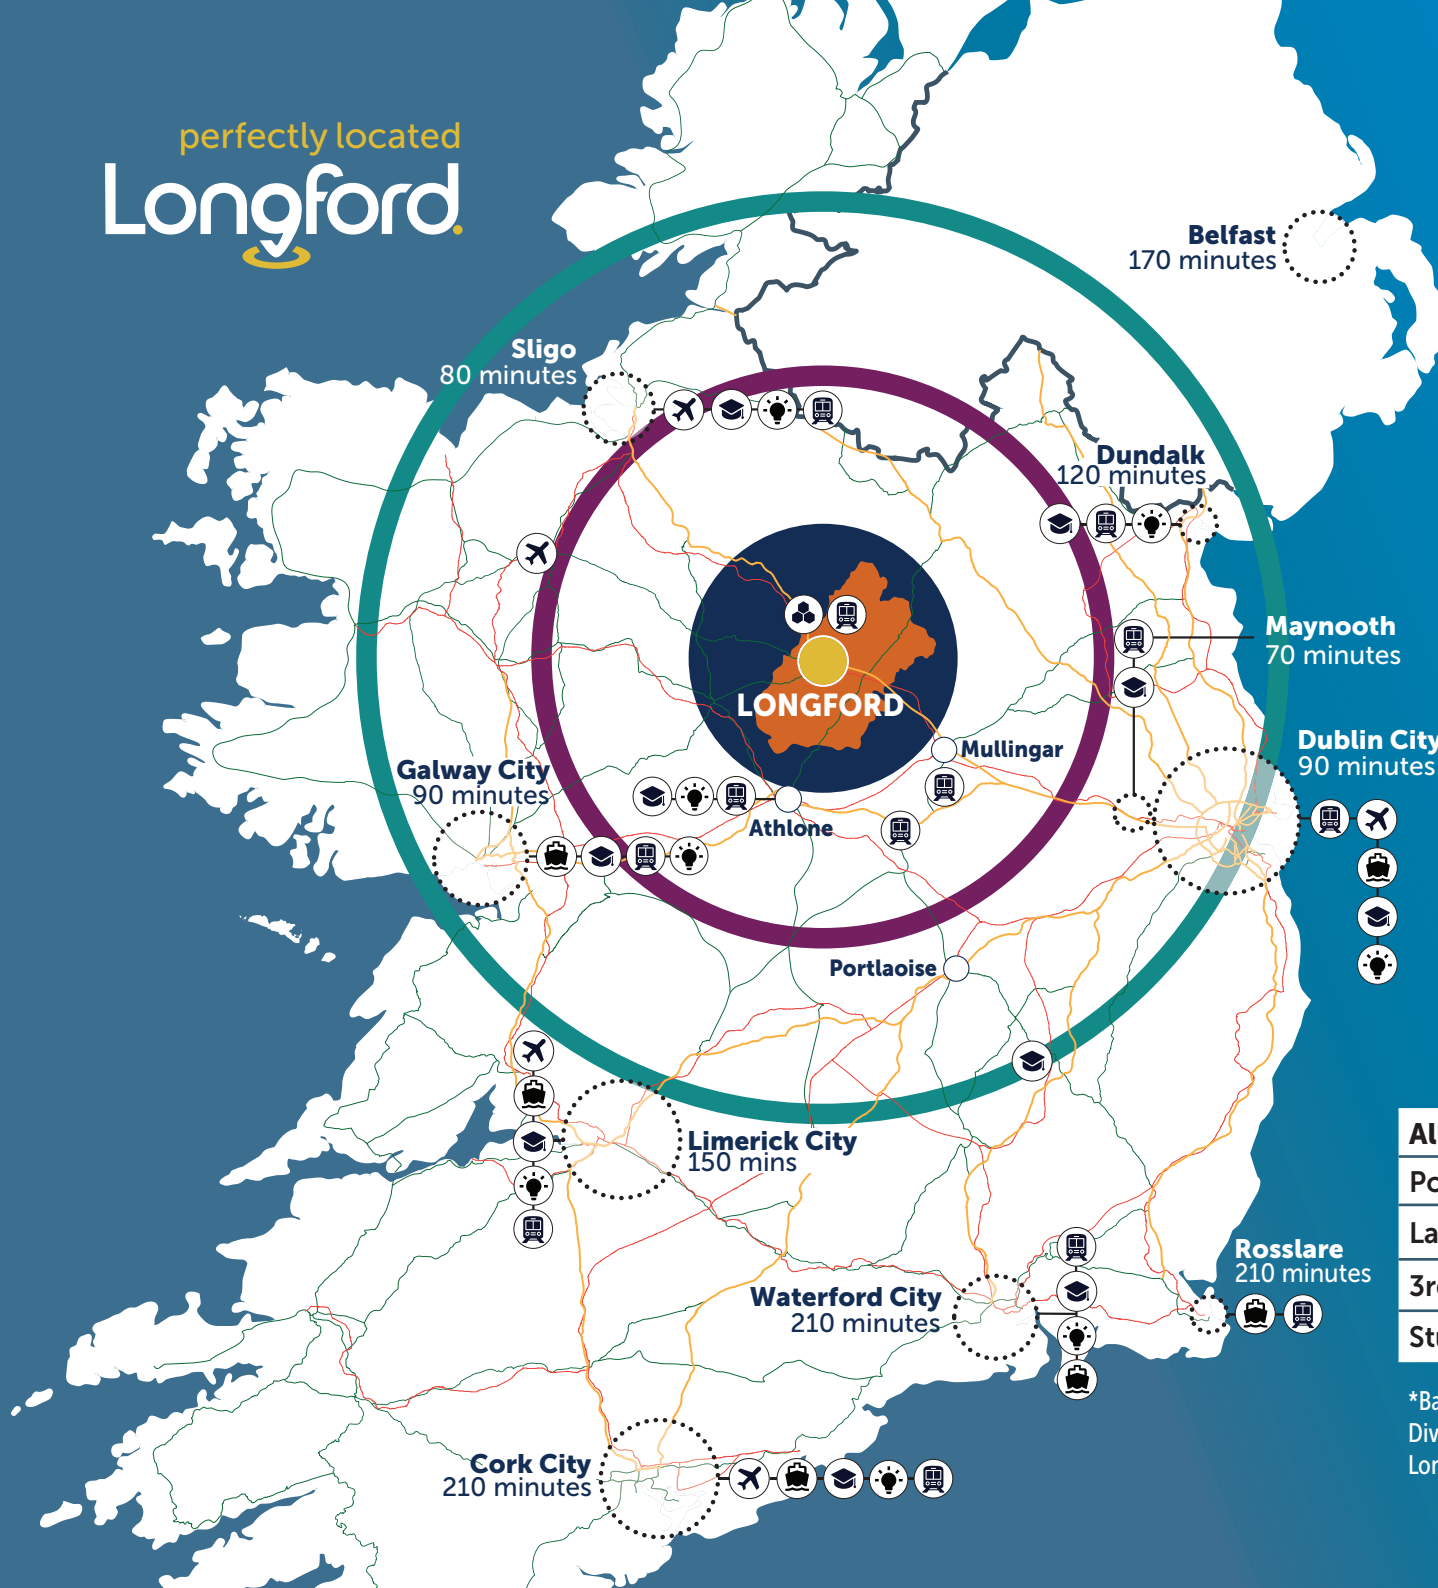 perfectly located
Longford.
Belfast
170 minutes
Sligo
80 minutes
Dundalk
120 minutes
Maynooth
70 minutes
LONGFORD
Dublin City
90 minutes
Mullingar
Galway City
90 minutes
Athlone
Portlaoise
Limerick City
150 mins
Rosslare
210 minutes
Waterford City
210 minutes
Cork City
210 minutes